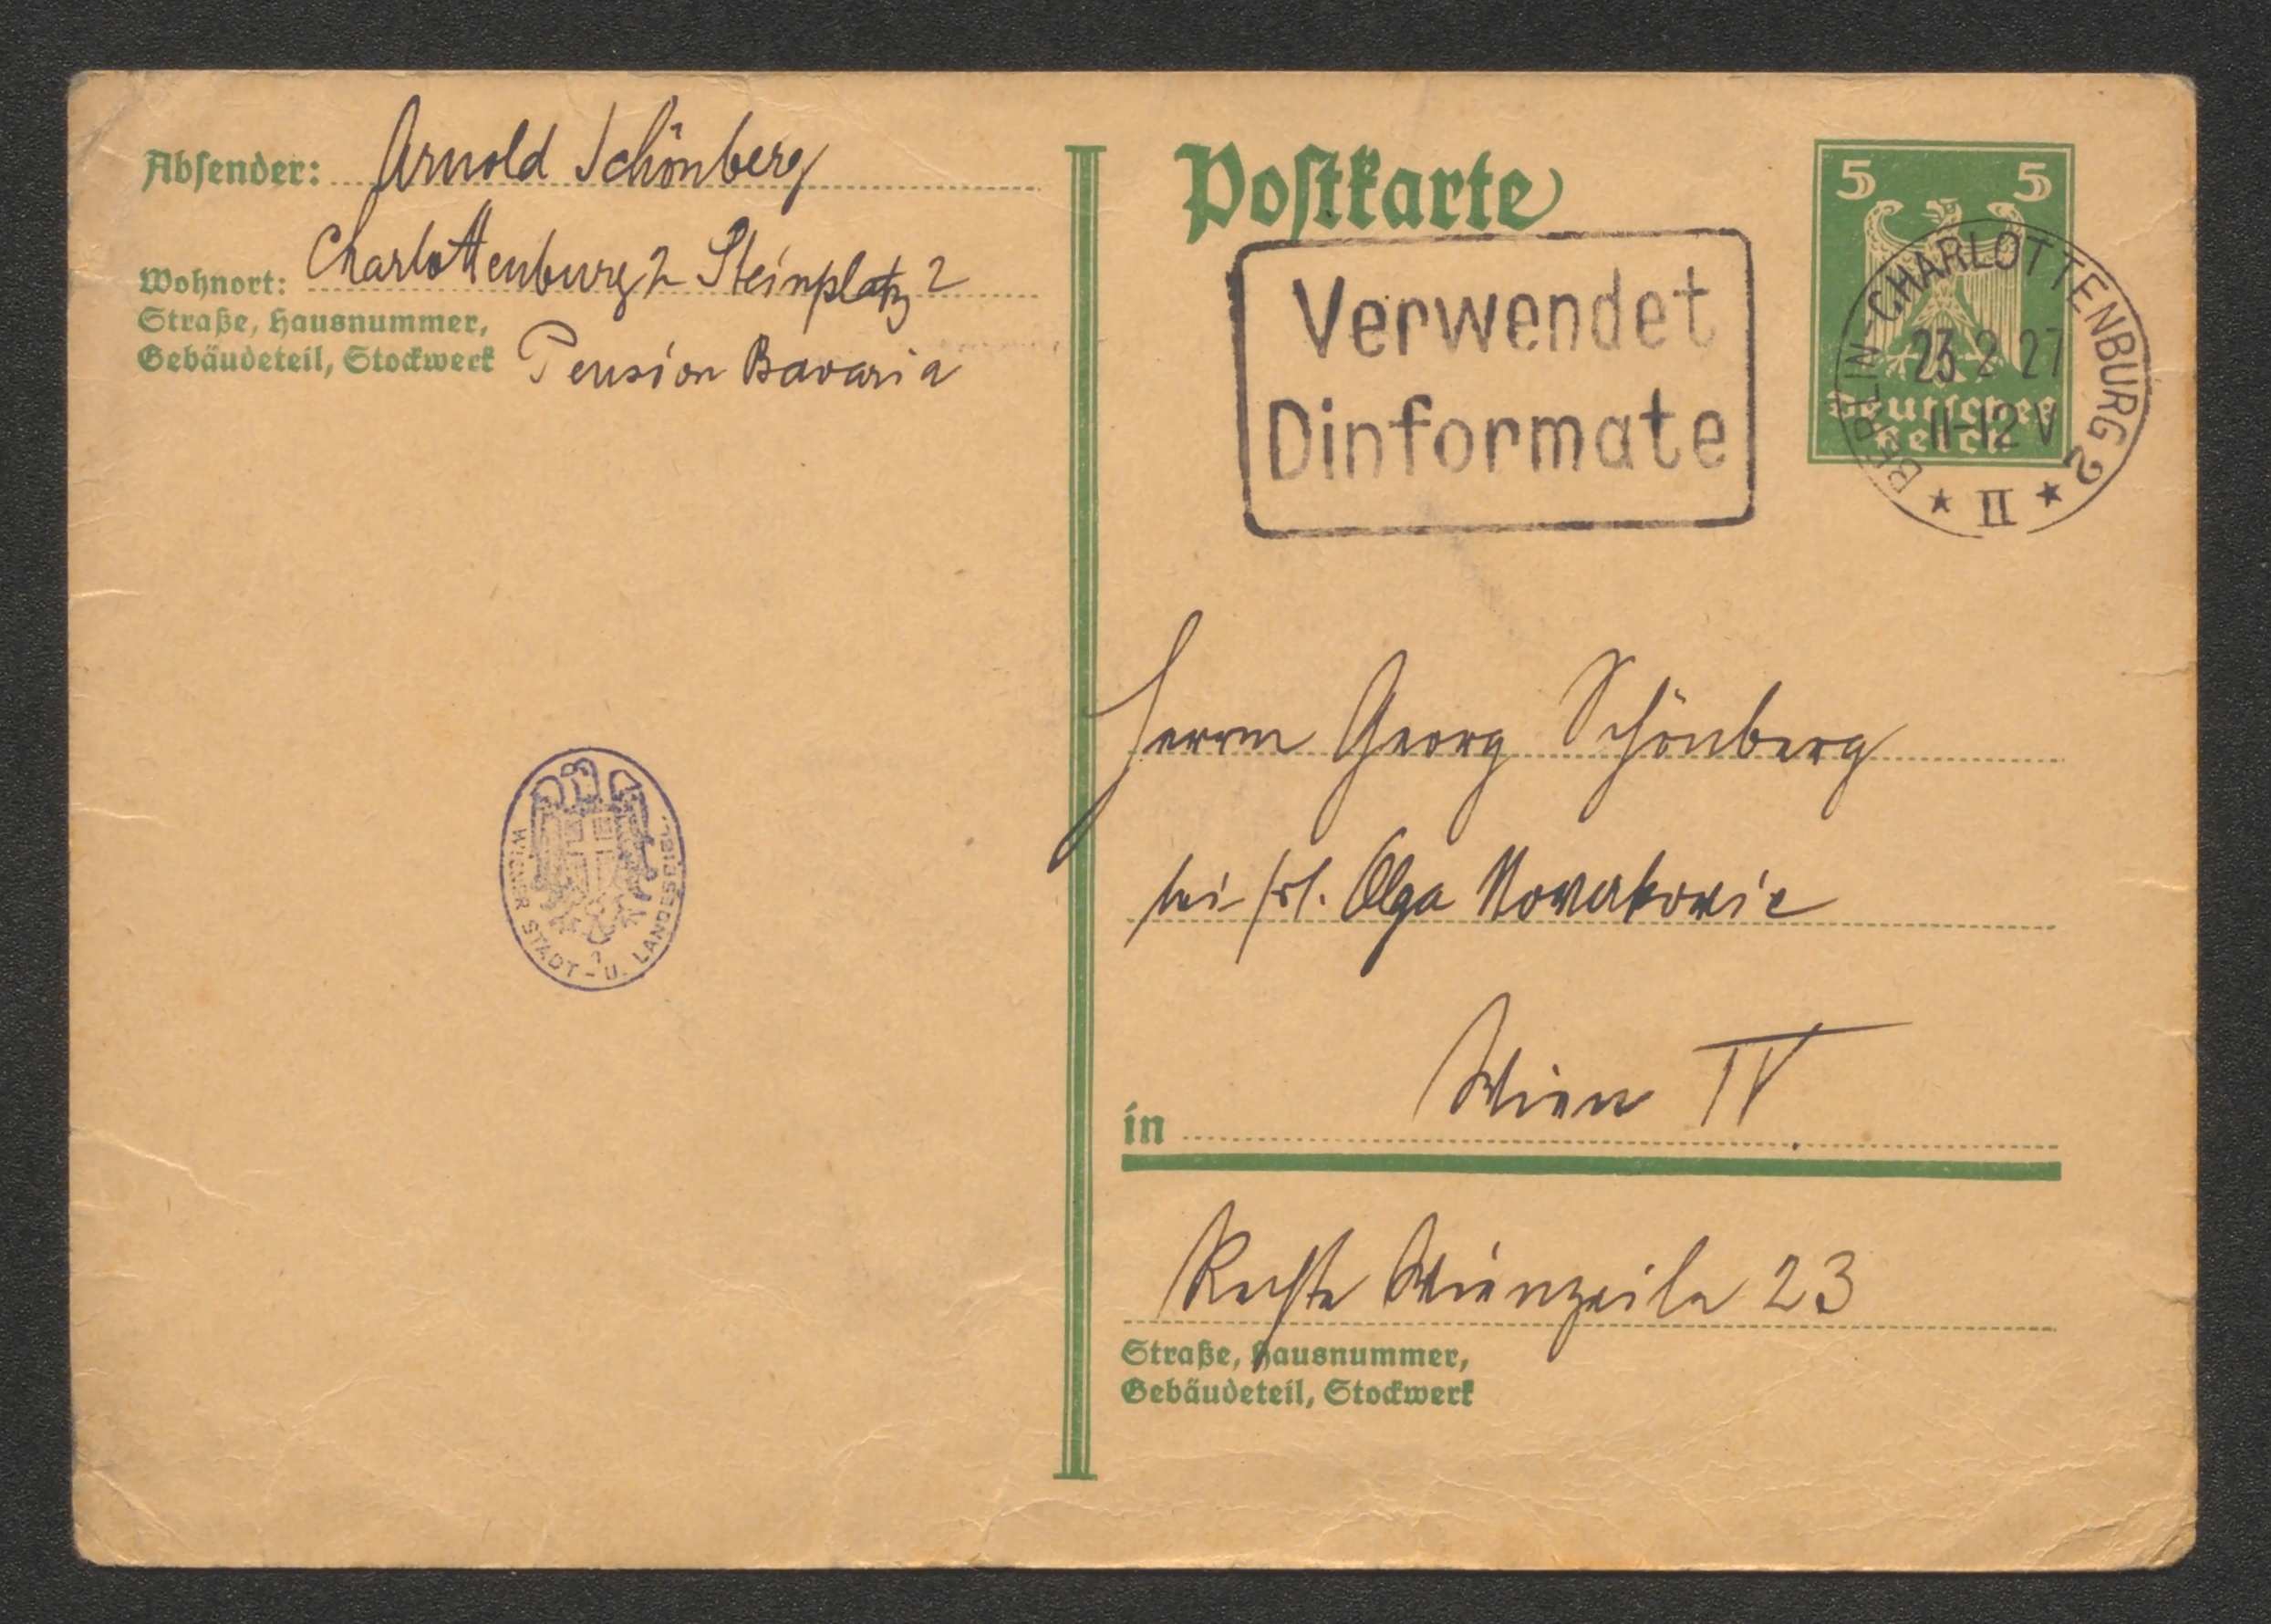 Absender: Arnold Schönberg
Wohnort: Charlottenburg 2 Steinplatz 2
Straße, Hausnummer,
Gebäudeteil, Stockwerk
Pension Bavaria
WIENER STADT- U. LANDESBIBL.
Postkarte
Verwendet
Dinformate
5 5
Deutsches
Reich
BERLIN-CHARLOTTENBURG 2
23.2.27
11-12 V
* II *
Herrn Georg Schönberg
bei Frl. Olga Novakovic
in Wien IV.
Rechte Wienzeile 23
Straße, Hausnummer,
Gebäudeteil, Stockwerk